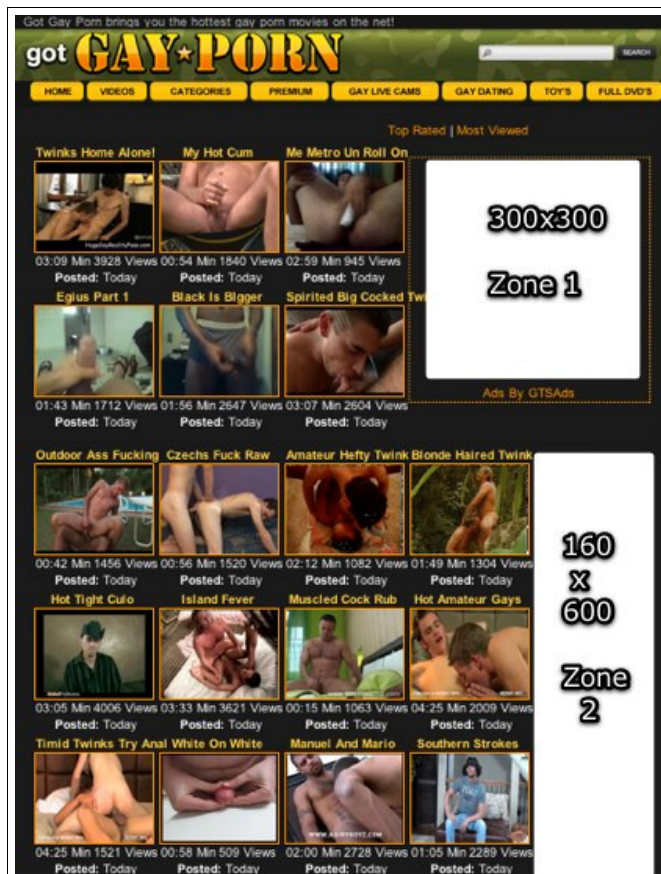 Got Gay Porn brings you the hottest gay porn movies on the net!
got GAY★PORN
SEARCH
HOME VIDEOS CATEGORIES PREMIUM GAY LIVE CAMS GAY DATING TOY'S FULL DVD'S
Top Rated | Most Viewed
Twinks Home Alone! My Hot Cum Me Metro Un Roll On
03:09 Min 3928 Views 00:54 Min 1840 Views 02:59 Min 945 Views
Posted: Today Posted: Today Posted: Today
300x300
Zone 1
Egius Part 1 Black Is Bigger Spirited Big Cocked Twi
01:43 Min 1712 Views 01:56 Min 2647 Views 03:07 Min 2604 Views
Posted: Today Posted: Today Posted: Today
Ads By GTSAds
Outdoor Ass Fucking Czechs Fuck Raw Amateur Hefty Twink Blonde Haired Twink
00:42 Min 1456 Views 00:56 Min 1520 Views 02:12 Min 1082 Views 01:49 Min 1304 Views
Posted: Today Posted: Today Posted: Today Posted: Today
160
x
600
Zone
2
Hot Tight Culo Island Fever Muscled Cock Rub Hot Amateur Gays
03:05 Min 4006 Views 03:33 Min 3621 Views 00:15 Min 1063 Views 04:25 Min 2009 Views
Posted: Today Posted: Today Posted: Today Posted: Today
Timid Twinks Try Anal White On White Manuel And Mario Southern Strokes
04:25 Min 1521 Views 00:58 Min 509 Views 02:00 Min 2728 Views 01:05 Min 2289 Views
Posted: Today Posted: Today Posted: Today Posted: Today